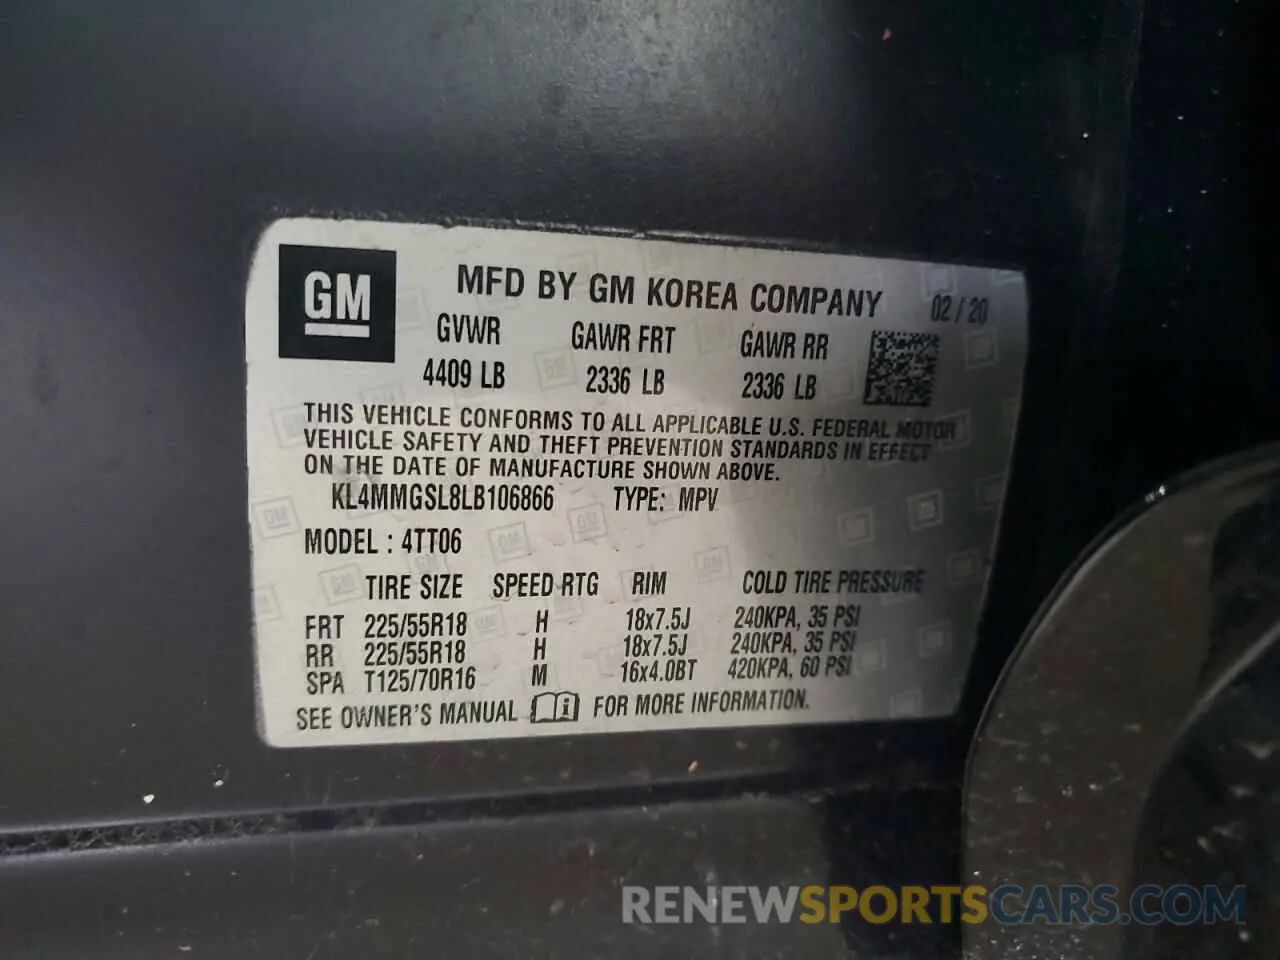 GM
MFD BY GM KOREA COMPANY 02/20
GVWR GAWR FRT GAWR RR
4409 LB 2336 LB 2336 LB
THIS VEHICLE CONFORMS TO ALL APPLICABLE U.S. FEDERAL MOTOR
VEHICLE SAFETY AND THEFT PREVENTION STANDARDS IN EFFECT
ON THE DATE OF MANUFACTURE SHOWN ABOVE.
KL4MMGSL8LB106866 TYPE: MPV
MODEL : 4TT06
TIRE SIZE SPEED RTG RIM COLD TIRE PRESSURE
FRT 225/55R18 H 18x7.5J 240KPA, 35 PSI
RR 225/55R18 H 18x7.5J 240KPA, 35 PSI
SPA T125/70R16 M 16x4.0BT 420KPA, 60 PSI
SEE OWNER'S MANUAL FOR MORE INFORMATION.
RENEWSPORTSCARS.COM